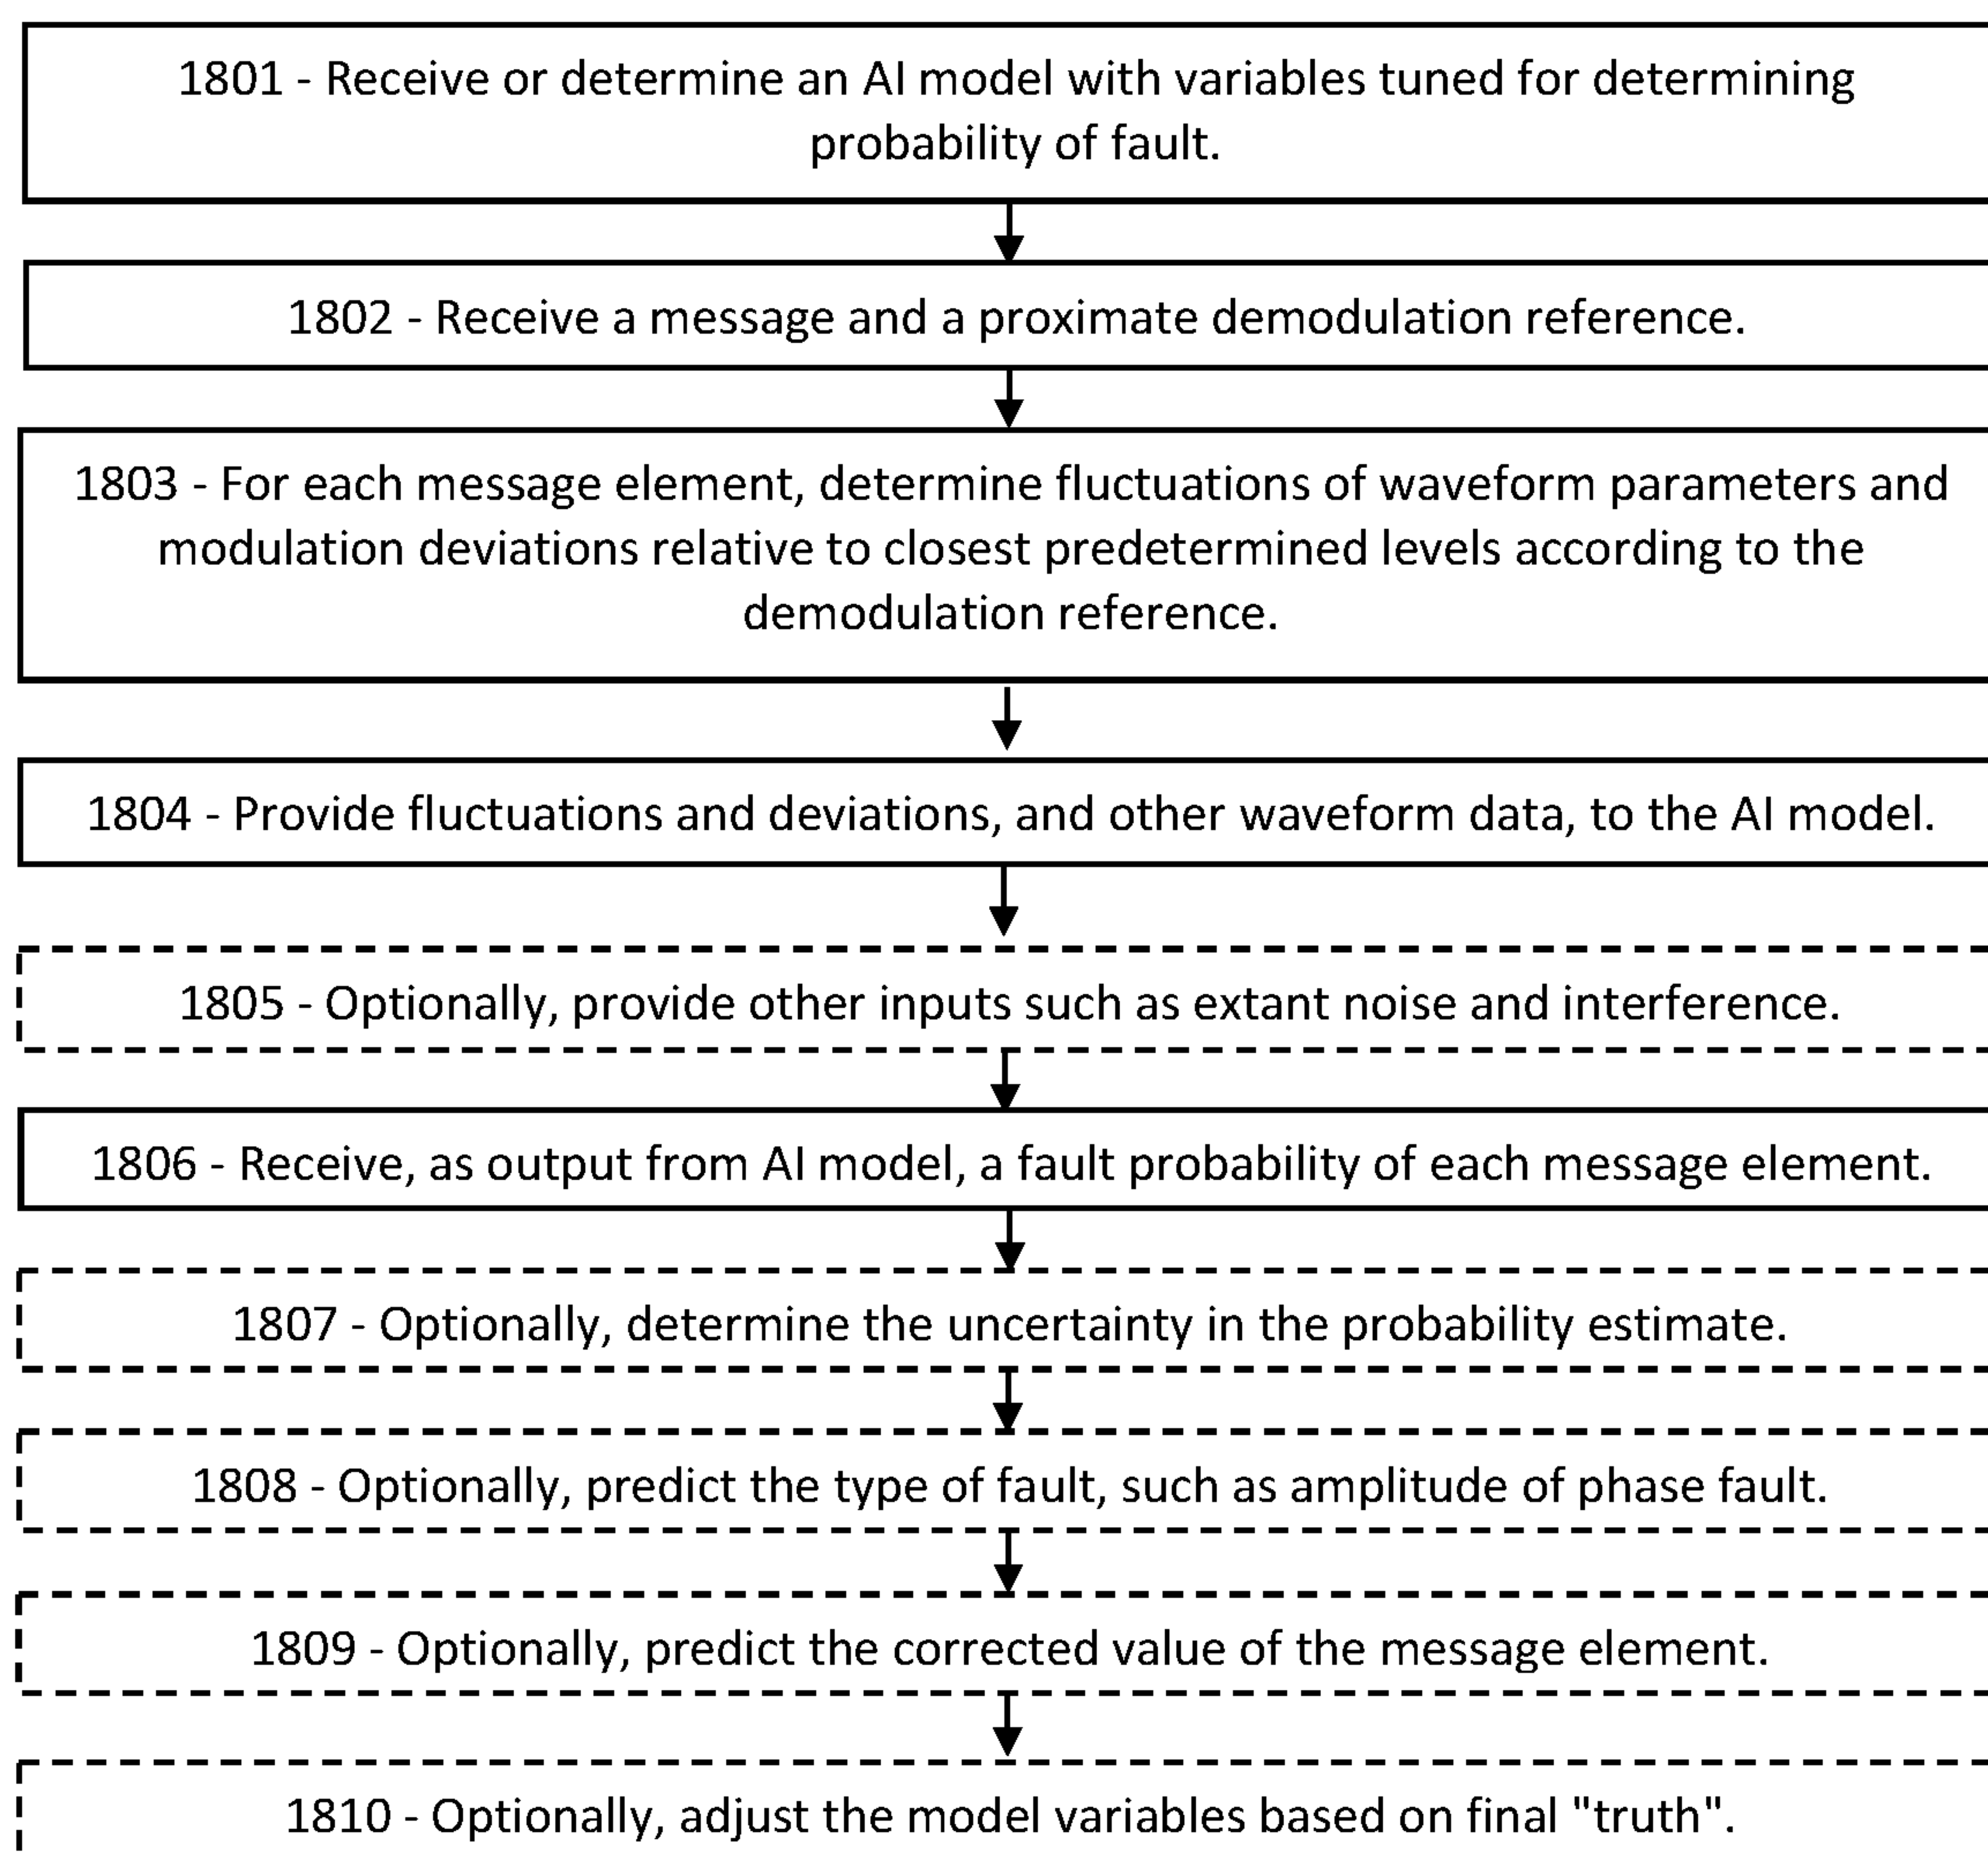 1801 - Receive or determine an AI model with variables tuned for determining
probability of fault.
1802 - Receive a message and a proximate demodulation reference.
1803 - For each message element, determine fluctuations of waveform parameters and
modulation deviations relative to closest predetermined levels according to the
demodulation reference.
1804 - Provide fluctuations and deviations, and other waveform data, to the AI model.
1805 - Optionally, provide other inputs such as extant noise and interference.
1806 - Receive, as output from AI model, a fault probability of each message element.
1807 - Optionally, determine the uncertainty in the probability estimate.
1808 - Optionally, predict the type of fault, such as amplitude of phase fault.
1809 - Optionally, predict the corrected value of the message element.
1810 - Optionally, adjust the model variables based on final "truth".